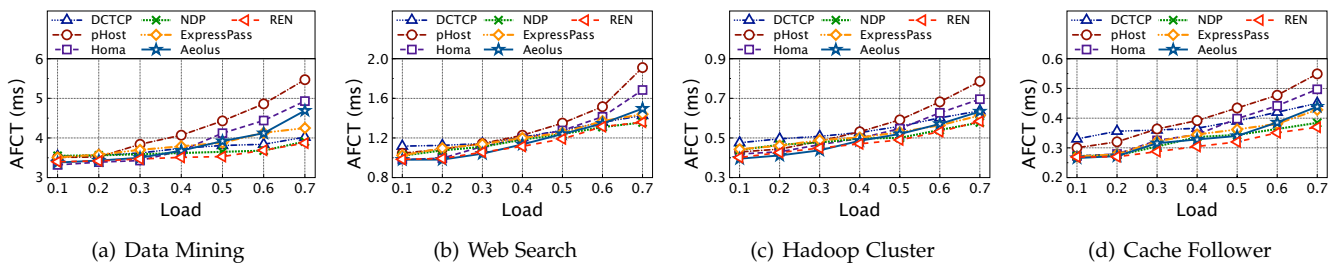 DCTCP NDP REN
pHost ExpressPass
Homa Aeolus
AFCT (ms)
6
5
4
3
0.1 0.2 0.3 0.4 0.5 0.6 0.7
Load
(a) Data Mining
DCTCP NDP REN
pHost ExpressPass
Homa Aeolus
AFCT (ms)
2.0
1.6
1.2
0.8
0.1 0.2 0.3 0.4 0.5 0.6 0.7
Load
(b) Web Search
DCTCP NDP REN
pHost ExpressPass
Homa Aeolus
AFCT (ms)
0.9
0.7
0.5
0.3
0.1 0.2 0.3 0.4 0.5 0.6 0.7
Load
(c) Hadoop Cluster
DCTCP NDP REN
pHost ExpressPass
Homa Aeolus
AFCT (ms)
0.6
0.5
0.4
0.3
0.2
0.1 0.2 0.3 0.4 0.5 0.6 0.7
Load
(d) Cache Follower